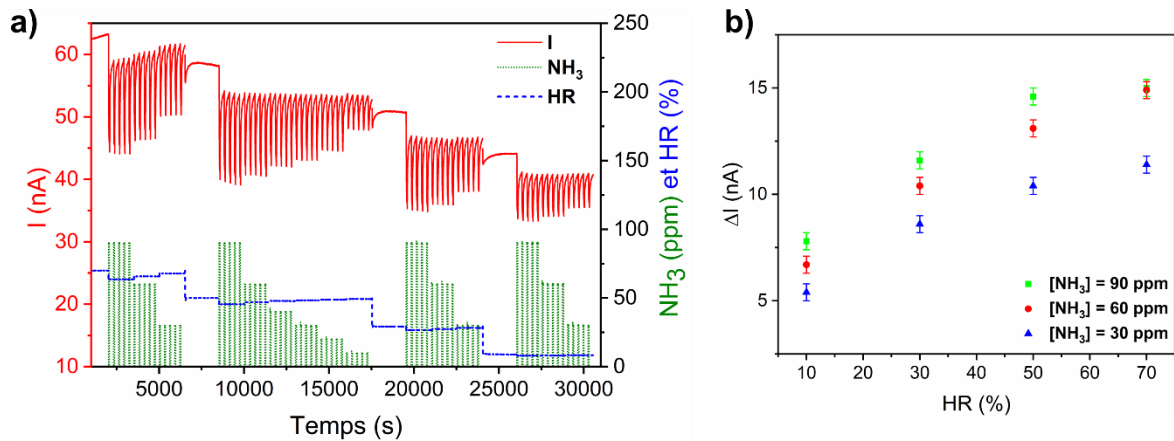 a)
I (nA)
60
50
40
30
20
10
I
NH₃
HR
250
200
150
100
50
0
NH₃ (ppm) et HR (%)
5000 10000 15000 20000 25000 30000
Temps (s)
b)
ΔI (nA)
15
10
5
[NH₃] = 90 ppm
[NH₃] = 60 ppm
[NH₃] = 30 ppm
10 20 30 40 50 60 70
HR (%)